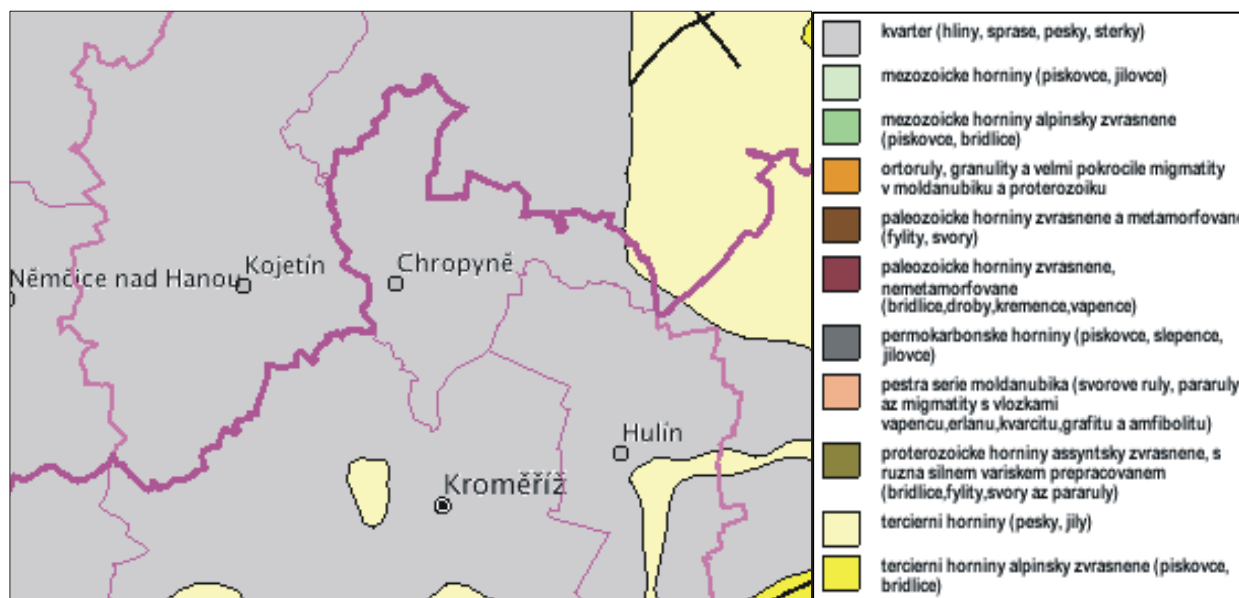 Němčice nad Hanou
Kojetín
Chropyně
Hulín
Kroměříž
kvarter (hliny, sprase, pesky, sterky)
mezozoicke horniny (piskovce, jilovce)
mezozoicke horniny alpinsky zvrasnene
(piskovce, bridlice)
ortoruly, granulity a velmi pokrocile migmatity
v moldanubiku a proterozoiku
paleozoicke horniny zvrasnene a metamorfovane
(fylity, svory)
paleozoicke horniny zvrasnene,
nemetamorfovane
(bridlice,droby,kremence,vapence)
permokarbonske horniny (piskovce, slepence,
jilovce)
pestra serie moldanubika (svorove ruly, pararuly
az migmatity s vlozkami
vapencu,erlanu,kvarcitu,grafitu a amfibolitu)
proterozoicke horniny assyntsky zvrasnene, s
ruzna silnem variskem prepracovanem
(bridlice,fylity,svory az pararuly)
tercierni horniny (pesky, jily)
tercierni horniny alpinsky zvrasnene (piskovce,
bridlice)